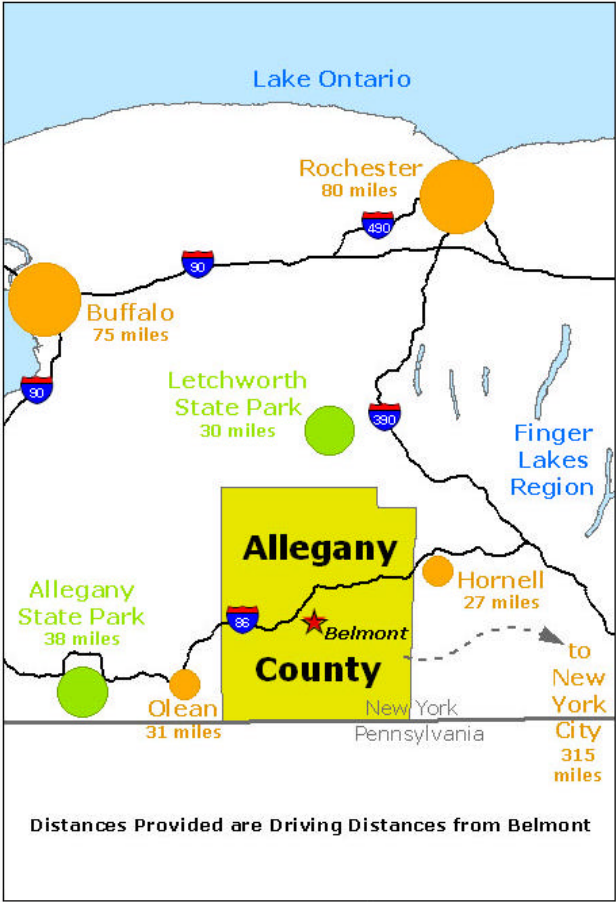 Lake Ontario
Rochester
80 miles
490
90
Buffalo
75 miles
90
Letchworth
State Park
30 miles
390
Finger
Lakes
Region
Allegany
Hornell
27 miles
Allegany
State Park
38 miles
86
Belmont
County
to
New
York
City
315
miles
Olean
31 miles
New York
Pennsylvania
Distances Provided are Driving Distances from Belmont